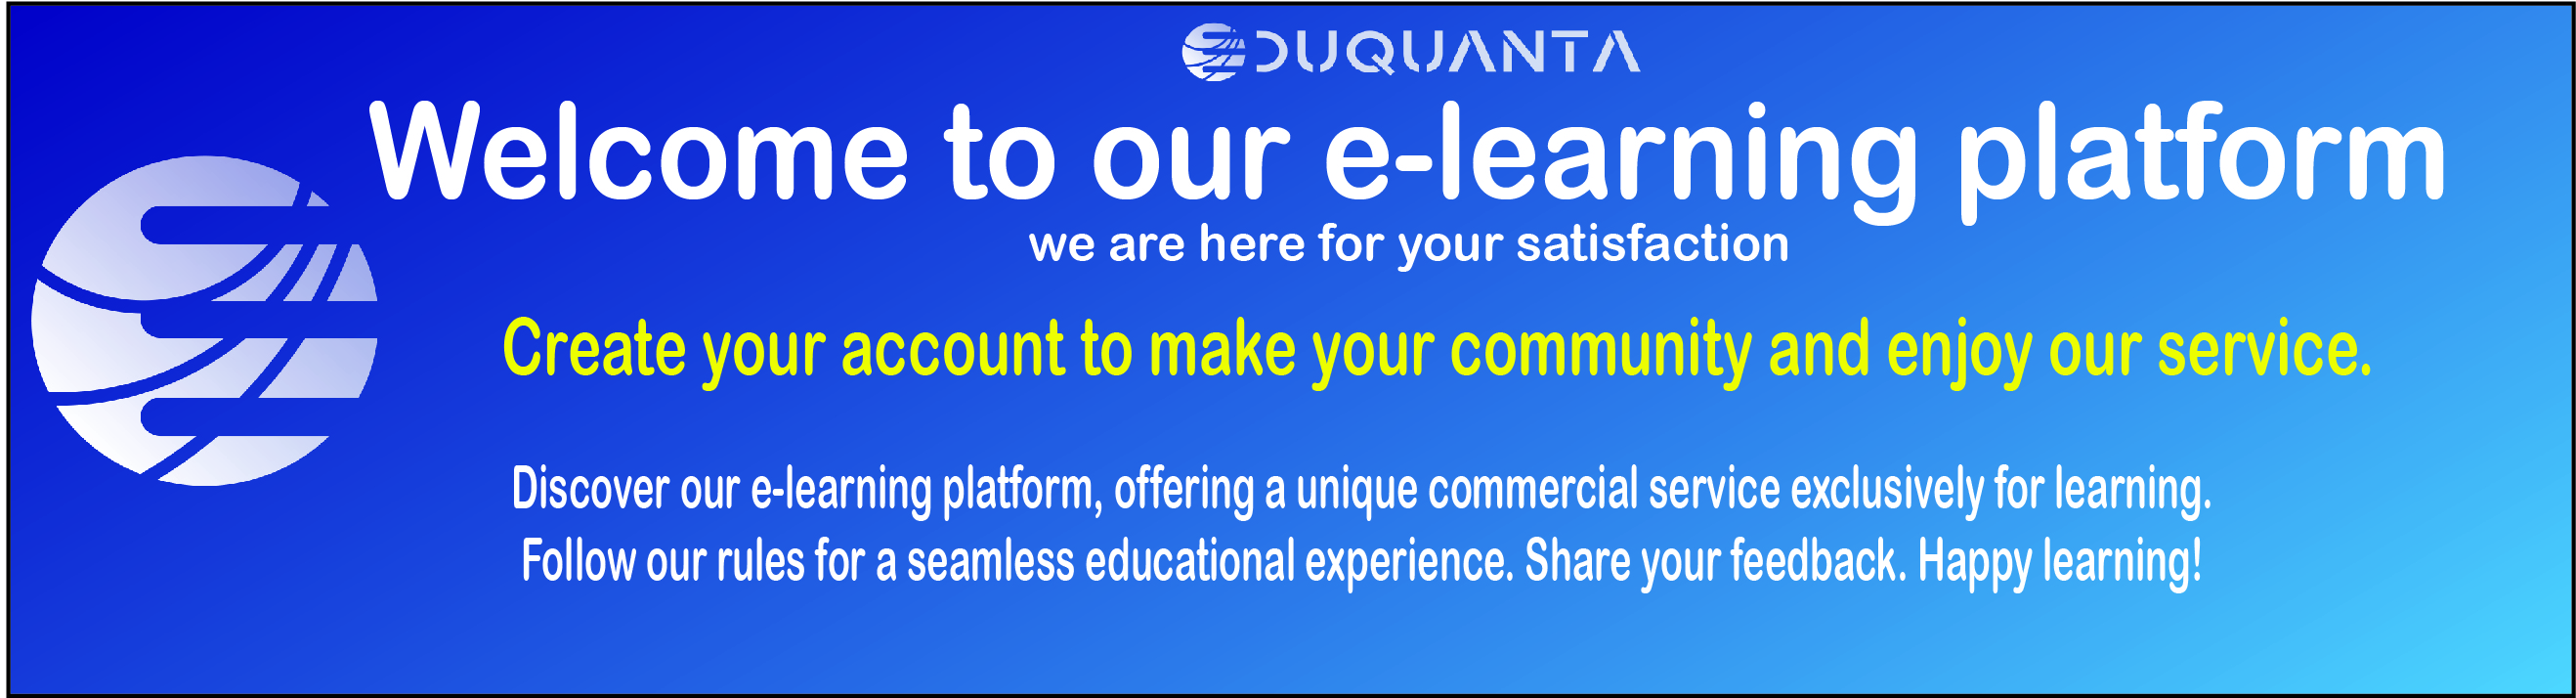 EDUQUANTA
Welcome to our e-learning platform
we are here for your satisfaction
Create your account to make your community and enjoy our service.
Discover our e-learning platform, offering a unique commercial service exclusively for learning.
Follow our rules for a seamless educational experience. Share your feedback. Happy learning!